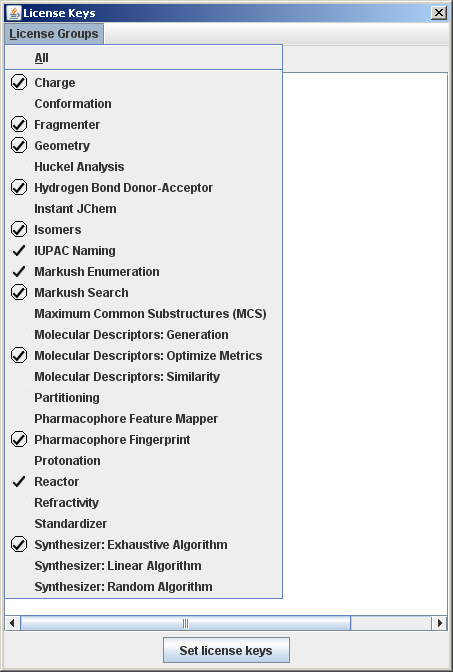 License Keys
License Groups
All
Charge
Conformation
Fragmenter
Geometry
Huckel Analysis
Hydrogen Bond Donor-Acceptor
Instant JChem
Isomers
IUPAC Naming
Markush Enumeration
Markush Search
Maximum Common Substructures (MCS)
Molecular Descriptors: Generation
Molecular Descriptors: Optimize Metrics
Molecular Descriptors: Similarity
Partitioning
Pharmacophore Feature Mapper
Pharmacophore Fingerprint
Protonation
Reactor
Refractivity
Standardizer
Synthesizer: Exhaustive Algorithm
Synthesizer: Linear Algorithm
Synthesizer: Random Algorithm
Set license keys